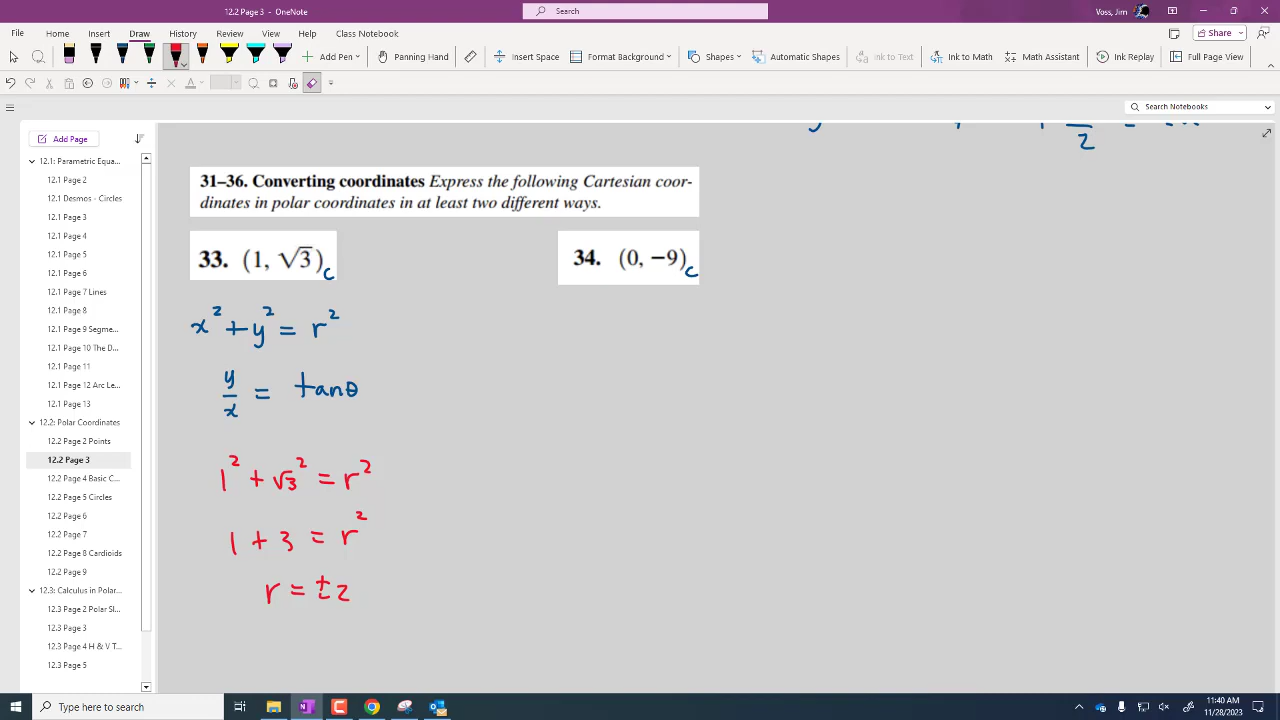 12.2 Page 3 - OneNote
Search
Voss, Jim
File Home Insert Draw History Review View Help Class Notebook
Share
Add Pen
Panning Hand
Insert Space
Format Background
Shapes
Automatic Shapes
Ink to Text
Ink to Math
Math Assistant
Ink Replay
Full Page View
Search Notebooks
Add Page
12.1: Parametric Equa...
12.1 Page 2
12.1 Desmos - Circles
12.1 Page 3
12.1 Page 4
12.1 Page 5
12.1 Page 6
12.1 Page 7 Lines
12.1 Page 8
12.1 Page 9 Segme...
12.1 Page 10 The D...
12.1 Page 11
12.1 Page 12 Arc Le...
12.1 Page 13
12.2: Polar Coordinates
12.2 Page 2 Points
12.2 Page 3
12.2 Page 4 Basic C...
12.2 Page 5 Circles
12.2 Page 6
12.2 Page 7
12.2 Page 8 Cardioids
12.2 Page 9
12.3: Calculus in Polar...
12.3 Page 2 Polar Sl...
12.3 Page 3
12.3 Page 4 H & V T...
12.3 Page 5
2
31–36. Converting coordinates Express the following Cartesian coor-
dinates in polar coordinates in at least two different ways.
33. (1, √3)c
34. (0, −9)c
x² + y² = r²
y/x = tanθ
1² + √3² = r²
1 + 3 = r²
r = ±2
Type here to search
11:40 AM
11/28/2023